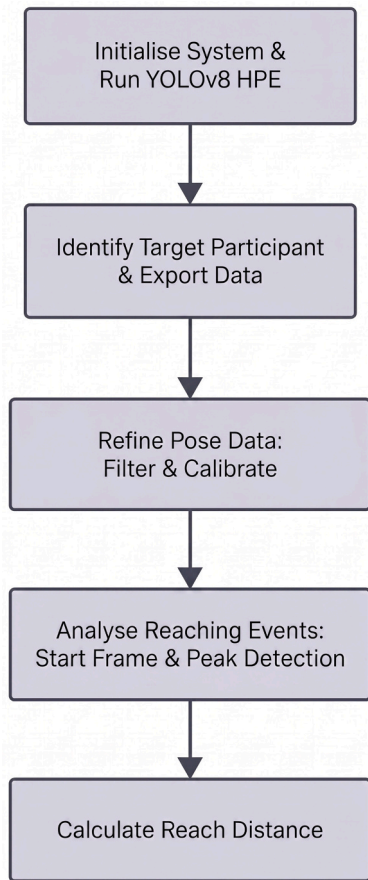 Initialise System &
Run YOLOv8 HPE
Identify Target Participant
& Export Data
Refine Pose Data:
Filter & Calibrate
Analyse Reaching Events:
Start Frame & Peak Detection
Calculate Reach Distance